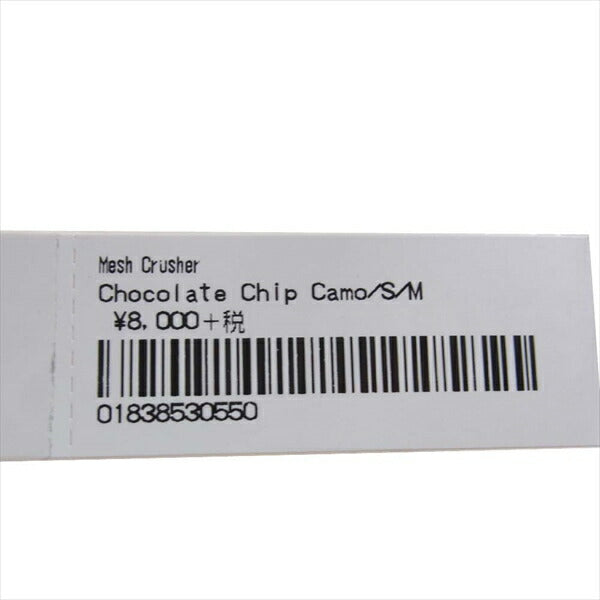 Mesh Crusher
Chocolate Chip Camo/S/M
¥8,000+税
01838530550